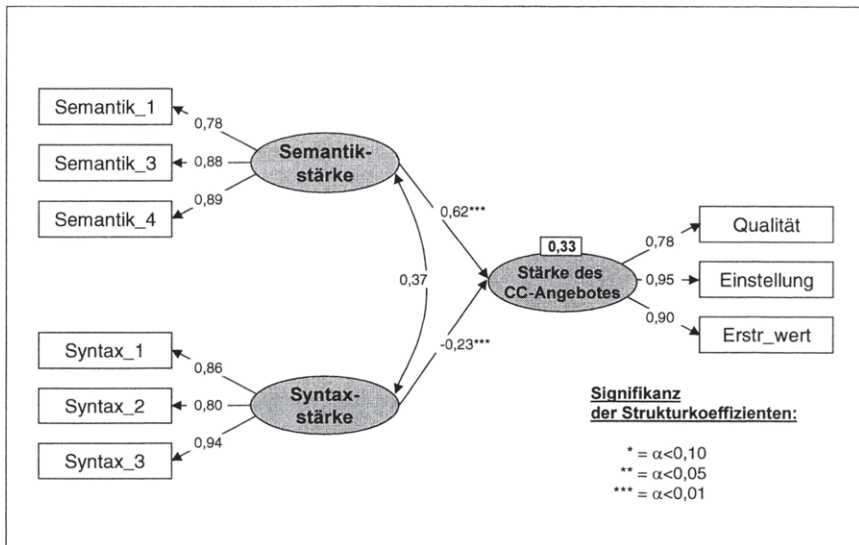 Semantik_1
0,78
Semantik_3
0,88
Semantik_4
0,89
Semantik-
stärke
0,62***
0,37
0,33
Stärke des
CC-Angebotes
0,78
Qualität
0,95
Einstellung
0,90
Erstr_wert
-0,23***
Syntax_1
0,86
Syntax_2
0,80
Syntax_3
0,94
Syntax-
stärke
Signifikanz
der Strukturkoeffizienten:
* = α<0,10
** = α<0,05
*** = α<0,01